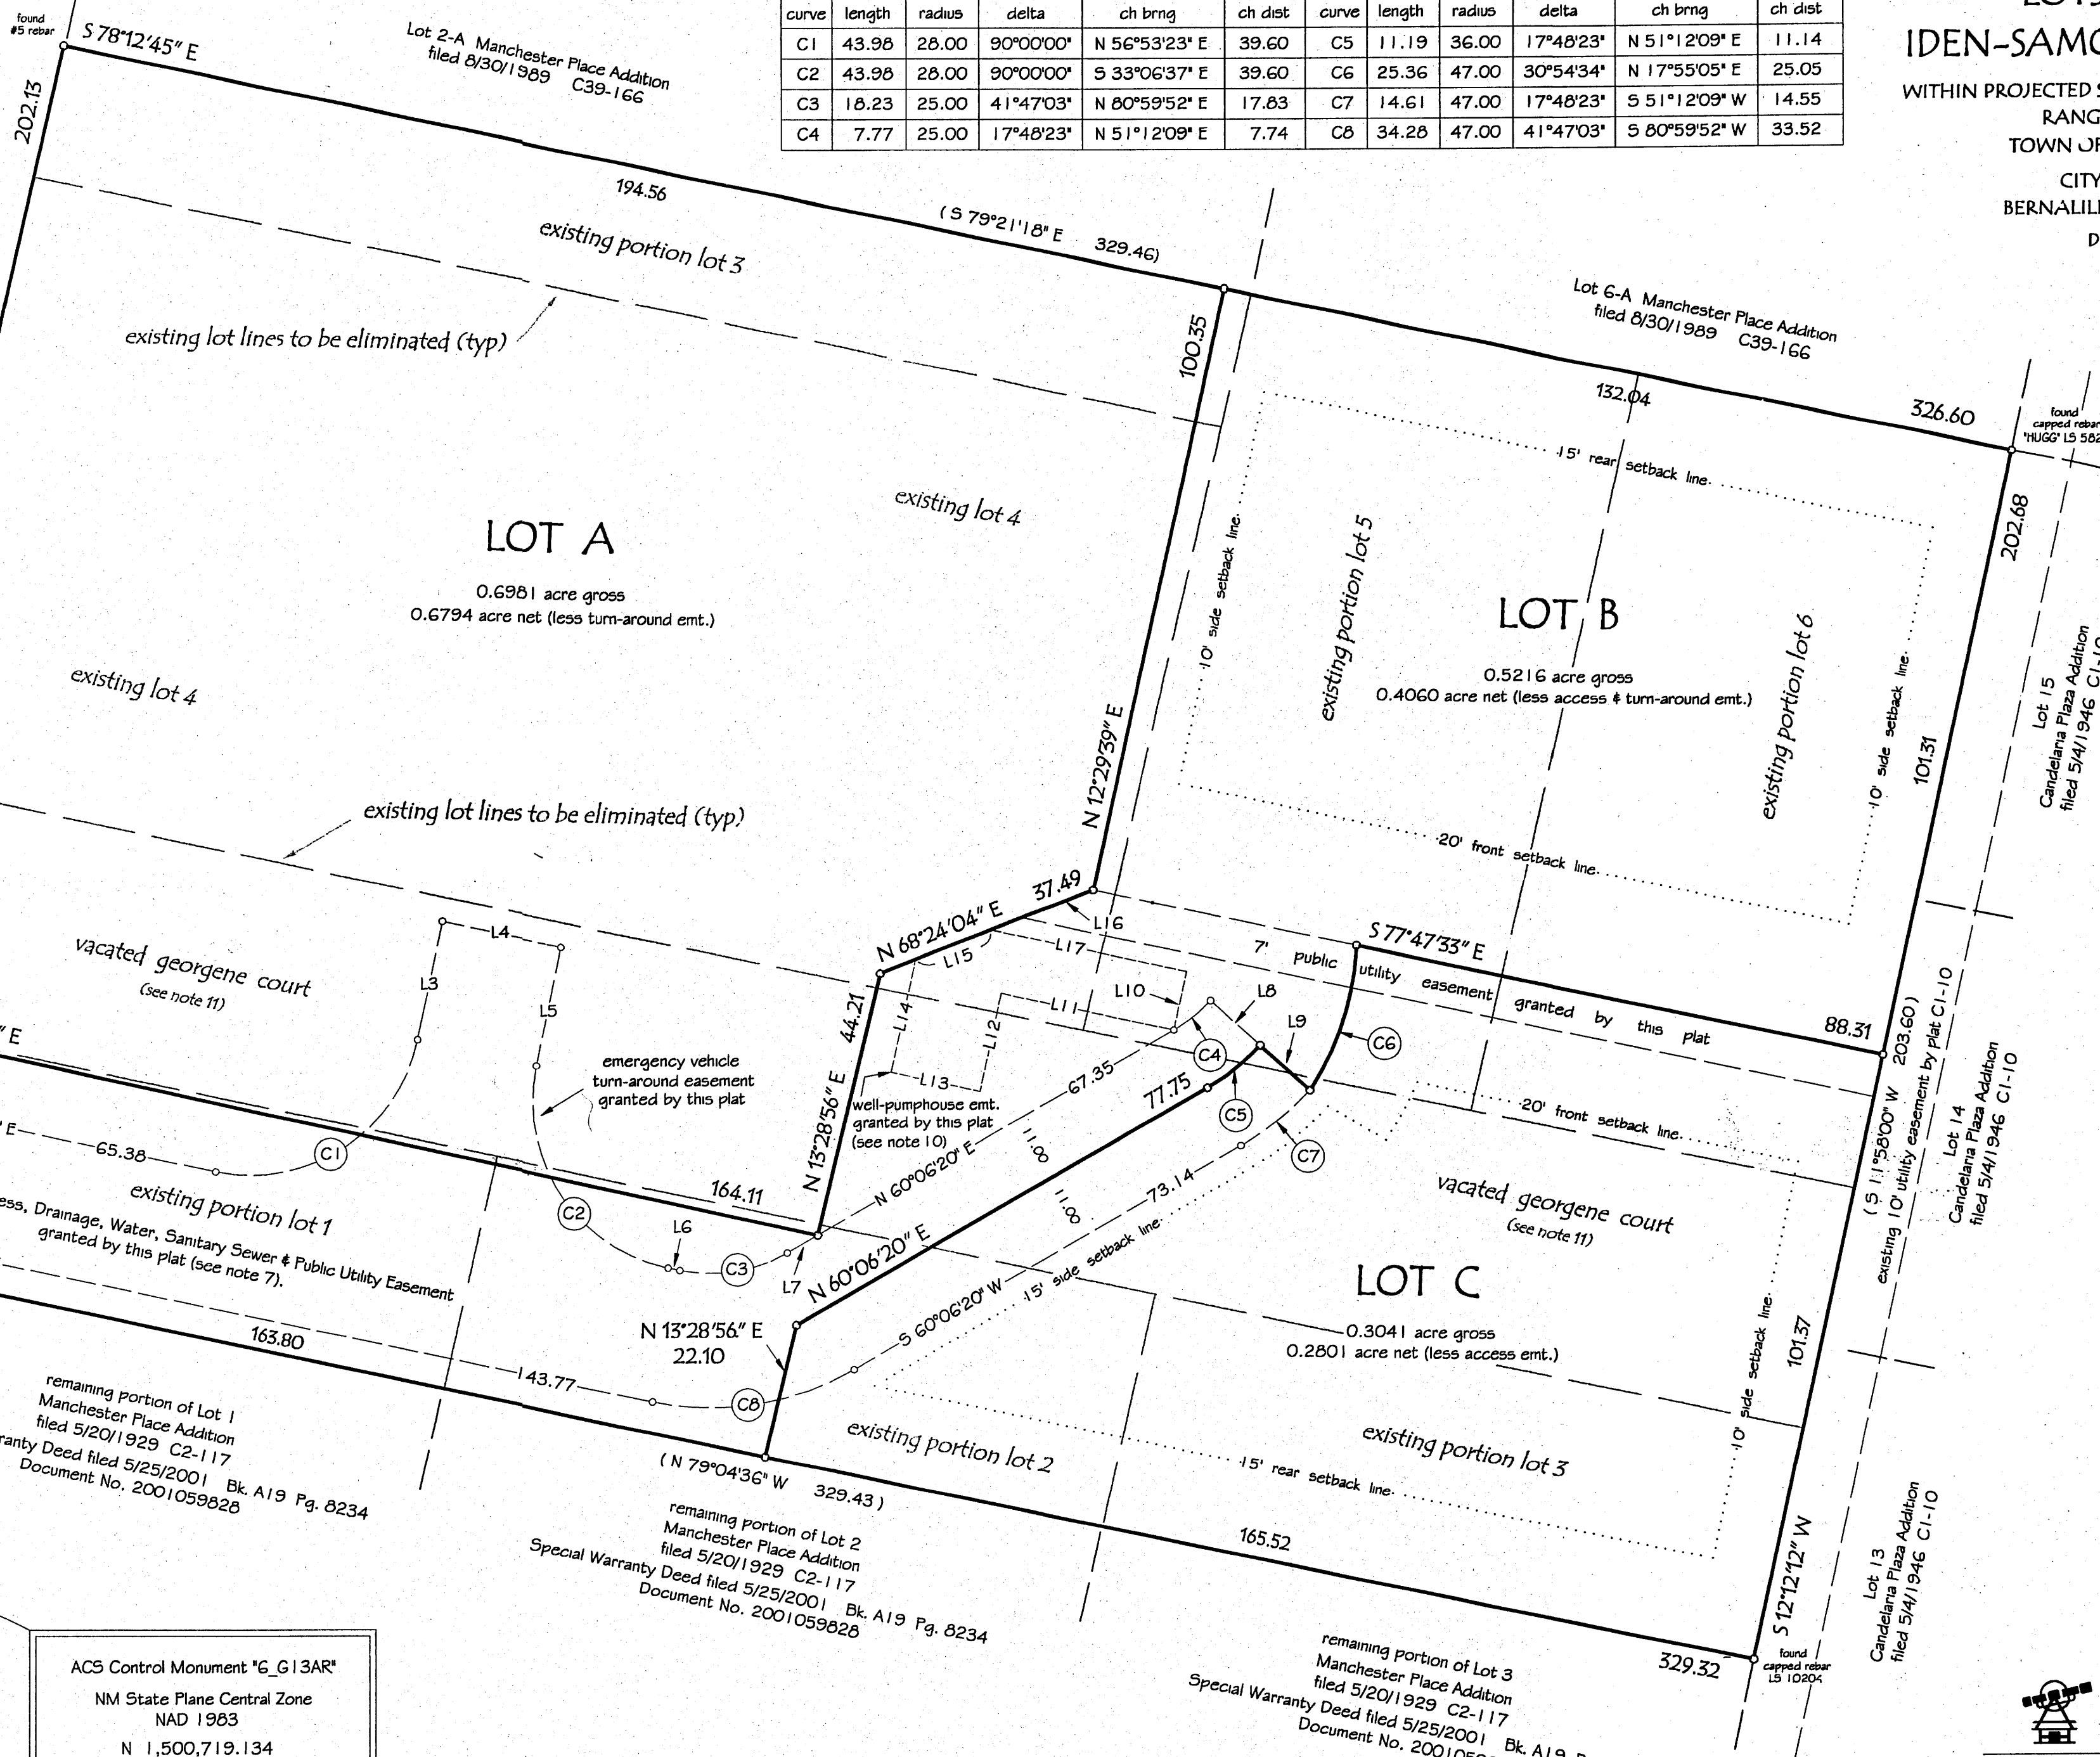 found
#5 rebar
S 78°12'45" E
202.13
Lot 2-A Manchester Place Addition
filed 8/30/1989 C39-166
curve length radius delta ch brng ch dist curve length radius delta ch brng ch dist
C1 43.98 28.00 90°00'00" N 56°53'23" E 39.60 C5 11.19 36.00 17°48'23" N 51°12'09" E 11.14
C2 43.98 28.00 90°00'00" S 33°06'37" E 39.60 C6 25.36 47.00 30°54'34" N 17°55'05" E 25.05
C3 18.23 25.00 41°47'03" N 80°59'52" E 17.83 C7 14.61 47.00 17°48'23" S 51°12'09" W 14.55
C4 7.77 25.00 17°48'23" N 51°12'09" E 7.74 C8 34.28 47.00 41°47'03" S 80°59'52" W 33.52
IDEN-SAMO
WITHIN PROJECTED S
RANG
TOWN OF
CITY
BERNALILL
D
194.56
(S 79°21'18" E 329.46)
existing portion lot 3
existing lot lines to be eliminated (typ)
Lot 6-A Manchester Place Addition
filed 8/30/1989 C39-166
100.35
132.04
326.60
found
capped rebar
"HUGG" LS 582
15' rear setback line
202.68
existing lot 4
LOT A
0.6981 acre gross
0.6794 acre net (less turn-around emt.)
10' side setback line
existing portion lot 5
LOT B
0.5216 acre gross
0.4060 acre net (less access & turn-around emt.)
existing portion lot 6
10' side setback line
101.31
Lot 15
Candelaria Plaza Addition
filed 5/4/1946 C1-10
existing lot 4
N 12°29'39" E
existing lot lines to be eliminated (typ)
20' front setback line
37.49
N 68°24'04" E
L16
L17
L15
S 77°47'33" E
7' public utility easement granted by this plat
88.31
vacated georgene court
(see note 11)
L4
L3
L5
44.21
L14
L12
L11
L10
L8
L9
C4
C6
" E
emergency vehicle
turn-around easement
granted by this plat
L13
well-pumphouse emt.
granted by this plat
(see note 10)
67.35
77.75
C5
C7
20' front setback line
(S 11°58'00" W 203.60)
existing 10' utility easement by plat C1-10
Lot 14
Candelaria Plaza Addition
filed 5/4/1946 C1-10
' E
65.38
C1
N 13°28'56" E
N 60°06'20" E
11.00
11.00
73.14
164.11
C2
L6
C3
L7
existing portion lot 1
ess, Drainage, Water, Sanitary Sewer & Public Utility Easement
granted by this plat (see note 7).
N 60°06'20" E
S 60°06'20" W
15' side setback line
vacated georgene court
(see note 11)
LOT C
0.3041 acre gross
0.2801 acre net (less access emt.)
10' side setback line
101.37
N 13°28'56" E
22.10
163.80
143.77
C8
existing portion lot 2
existing portion lot 3
15' rear setback line
remaining portion of Lot 1
Manchester Place Addition
filed 5/20/1929 C2-117
ranty Deed filed 5/25/2001 Bk. A19 Pg. 8234
Document No. 2001059828
(N 79°04'36" W 329.43)
remaining portion of Lot 2
Manchester Place Addition
filed 5/20/1929 C2-117
Special Warranty Deed filed 5/25/2001 Bk. A19 Pg. 8234
Document No. 2001059828
165.52
S 12°12'12" W
Lot 13
Candelaria Plaza Addition
filed 5/4/1946 C1-10
329.32
found
capped rebar
LS 10204
remaining portion of Lot 3
Manchester Place Addition
filed 5/20/1929 C2-117
Special Warranty Deed filed 5/25/2001 Bk. A19
Document No.
ACS Control Monument "6_G13AR"
NM State Plane Central Zone
NAD 1983
N 1,500,719.134